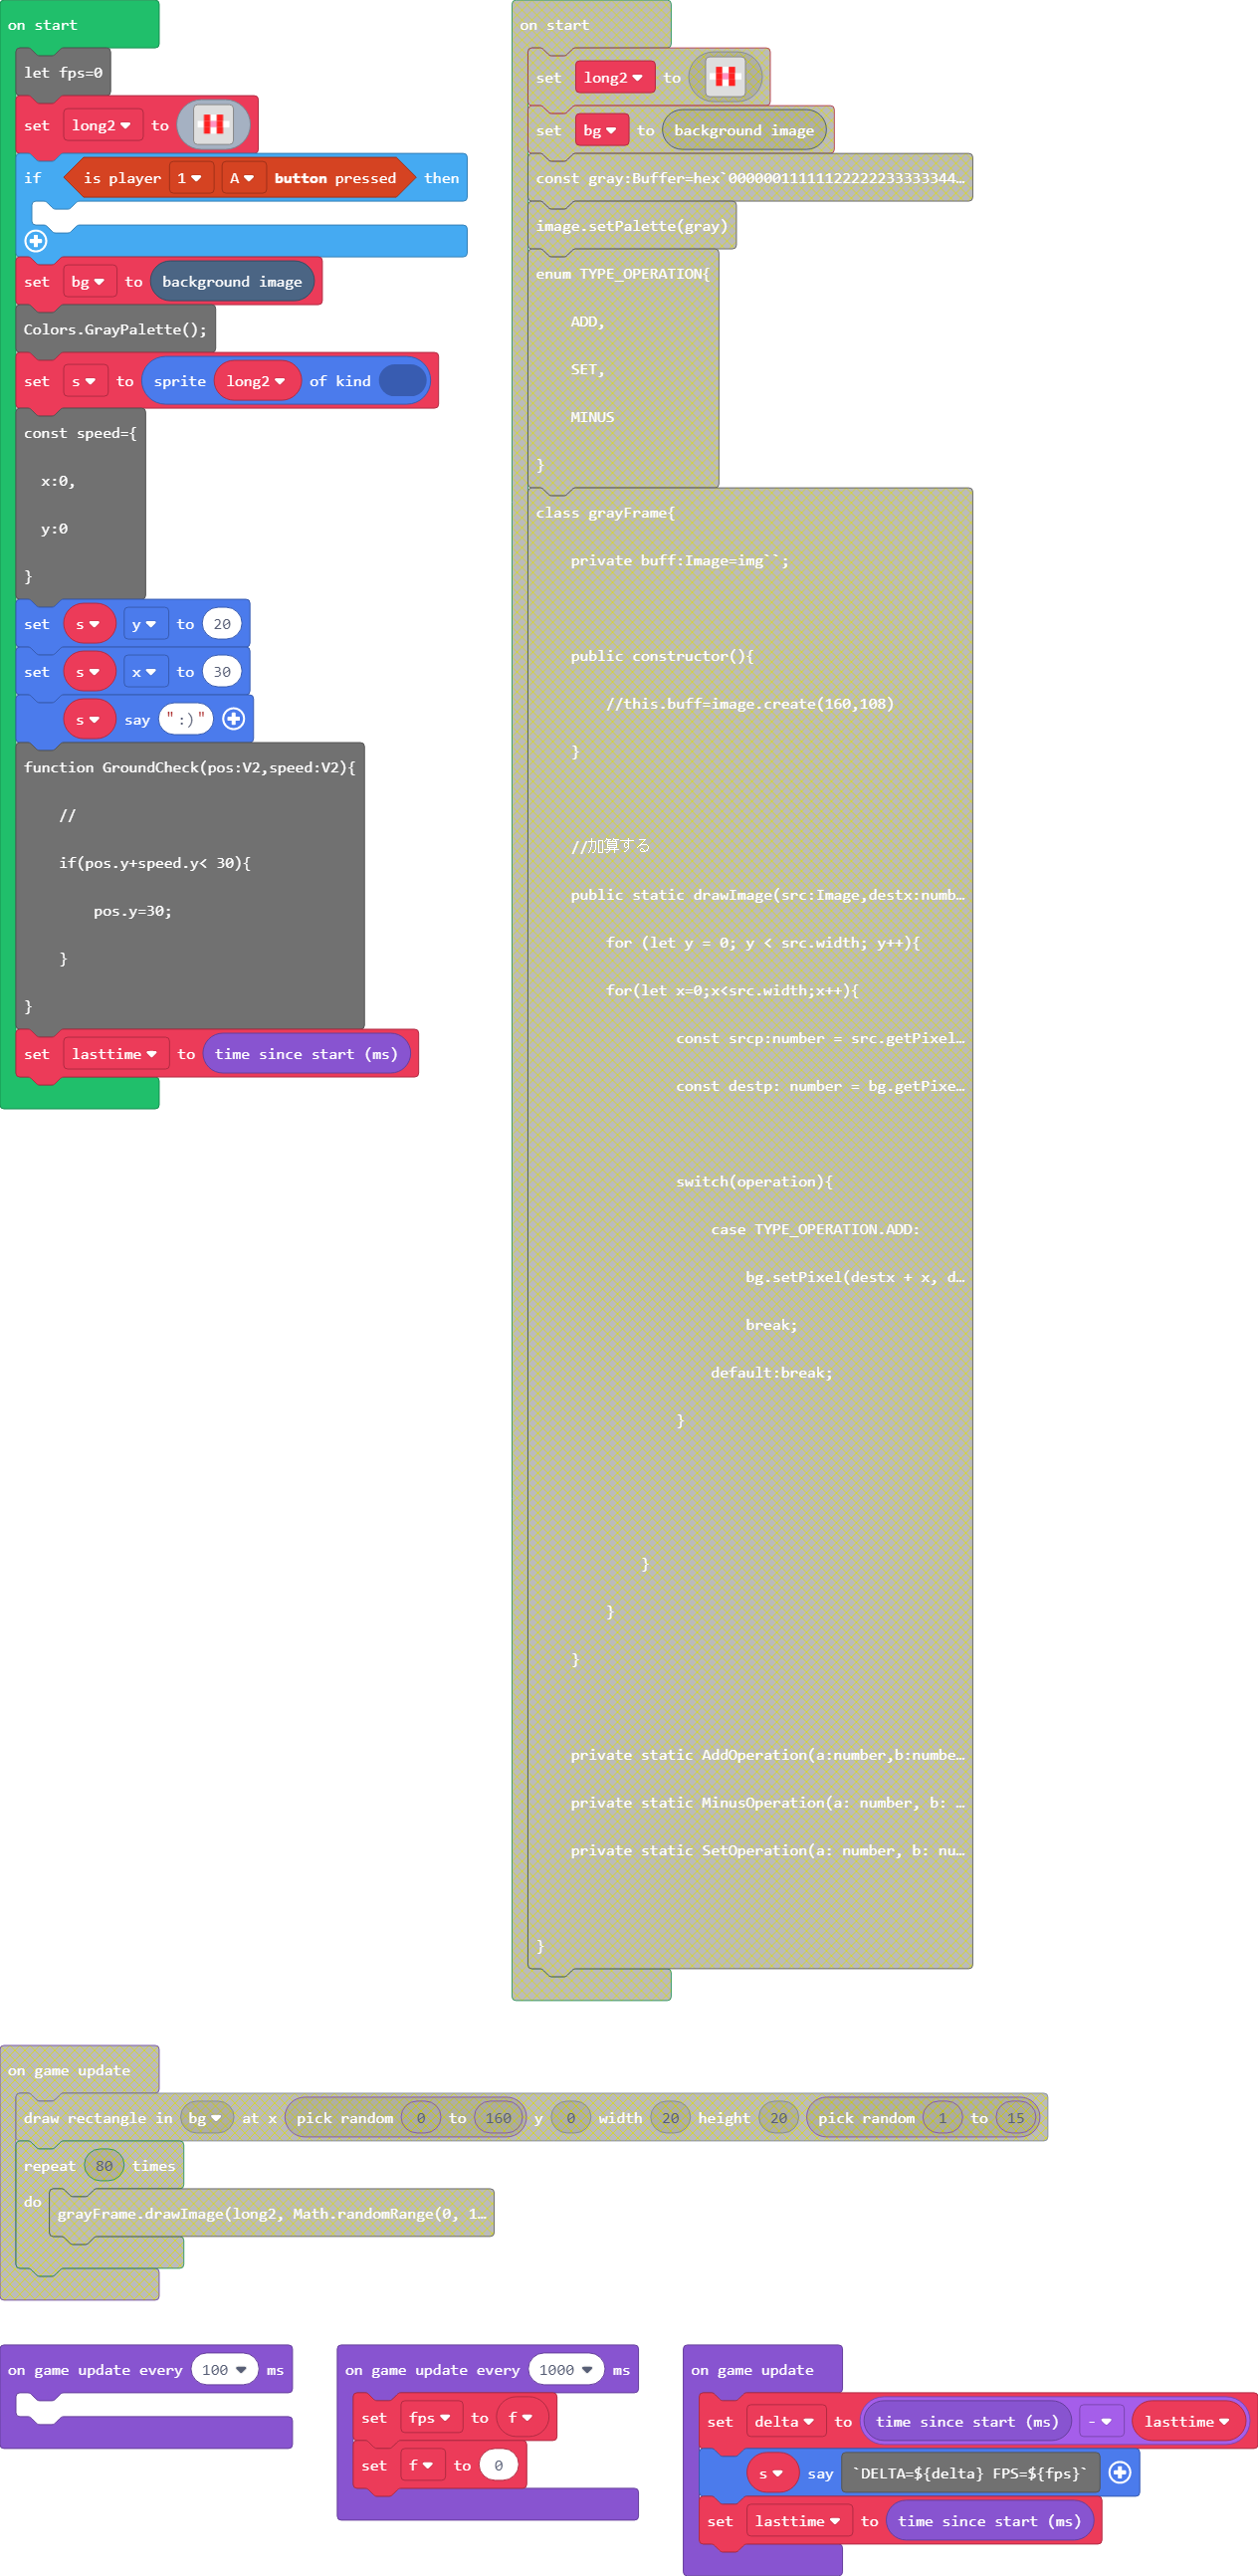 on start
let fps=0
set long2 to
if is player 1 A button pressed then
set bg to background image
Colors.GrayPalette();
set s to sprite long2 of kind
const speed={
x:0,
y:0
}
set s y to 20
set s x to 30
s say ":)"
function GroundCheck(pos:V2,speed:V2){
//
if(pos.y+speed.y< 30){
pos.y=30;
}
}
set lasttime to time since start (ms)
on start
set long2 to
set bg to background image
const gray:Buffer=hex`000000111111222222333333444…
image.setPalette(gray)
enum TYPE_OPERATION{
ADD,
SET,
MINUS
}
class grayFrame{
private buff:Image=img``;
public constructor(){
//this.buff=image.create(160,108)
}
//加算する
public static drawImage(src:Image,destx:numb…
for (let y = 0; y < src.width; y++){
for(let x=0;x<src.width;x++){
const srcp:number = src.getPixel…
const destp: number = bg.getPixe…
switch(operation){
case TYPE_OPERATION.ADD:
bg.setPixel(destx + x, d…
break;
default:break;
}
}
}
}
private static AddOperation(a:number,b:numbe…
private static MinusOperation(a: number, b: …
private static SetOperation(a: number, b: nu…
}
on game update
draw rectangle in bg at x pick random 0 to 160 y 0 width 20 height 20 pick random 1 to 15
repeat 80 times
do grayFrame.drawImage(long2, Math.randomRange(0, 1…
on game update every 100 ms
on game update every 1000 ms
set fps to f
set f to 0
on game update
set delta to time since start (ms) - lasttime
s say `DELTA=${delta} FPS=${fps}`
set lasttime to time since start (ms)